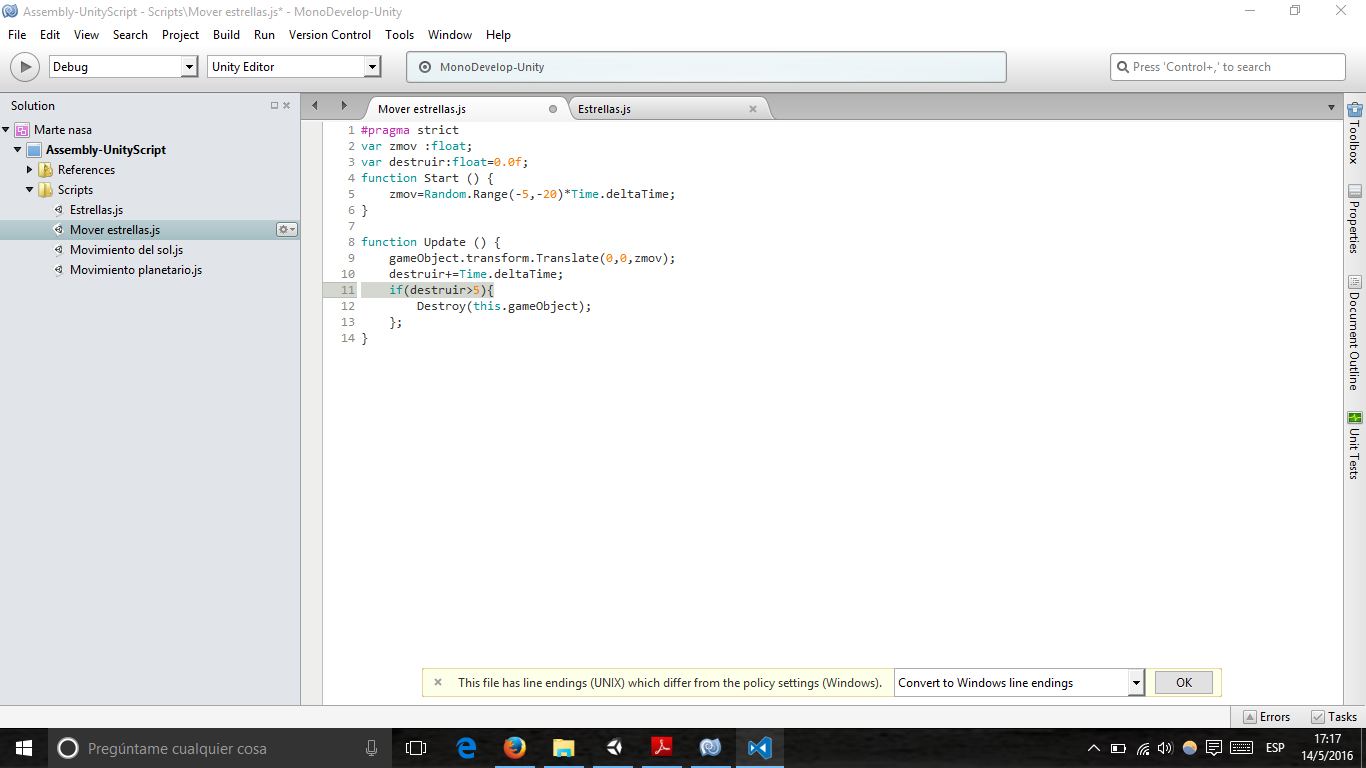 Assembly-UnityScript - Scripts\Mover estrellas.js* - MonoDevelop-Unity
File Edit View Search Project Build Run Version Control Tools Window Help
Debug Unity Editor MonoDevelop-Unity Press 'Control+,' to search
Solution
Marte nasa
Assembly-UnityScript
References
Scripts
Estrellas.js
Mover estrellas.js
Movimiento del sol.js
Movimiento planetario.js
Mover estrellas.js Estrellas.js
1 #pragma strict
2 var zmov :float;
3 var destruir:float=0.0f;
4 function Start () {
5 zmov=Random.Range(-5,-20)*Time.deltaTime;
6 }
7
8 function Update () {
9 gameObject.transform.Translate(0,0,zmov);
10 destruir+=Time.deltaTime;
11 if(destruir>5){
12 Destroy(this.gameObject);
13 };
14 }
Toolbox
Properties
Document Outline
Unit Tests
This file has line endings (UNIX) which differ from the policy settings (Windows). Convert to Windows line endings OK
Errors Tasks
Pregúntame cualquier cosa
ESP
17:17
14/5/2016